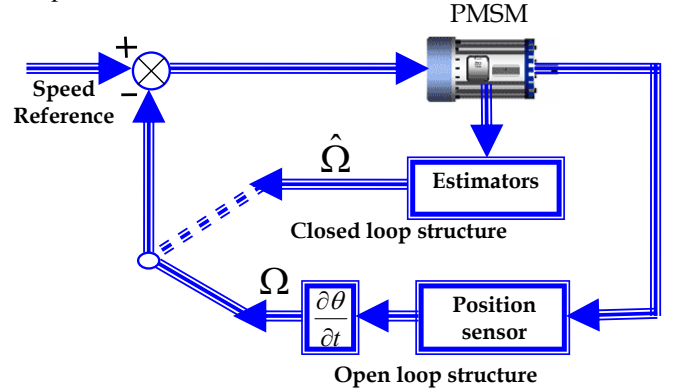 PMSM
+
−
Speed
Reference
Ω̂
Estimators
Closed loop structure
Ω
∂θ
∂t
Position
sensor
Open loop structure